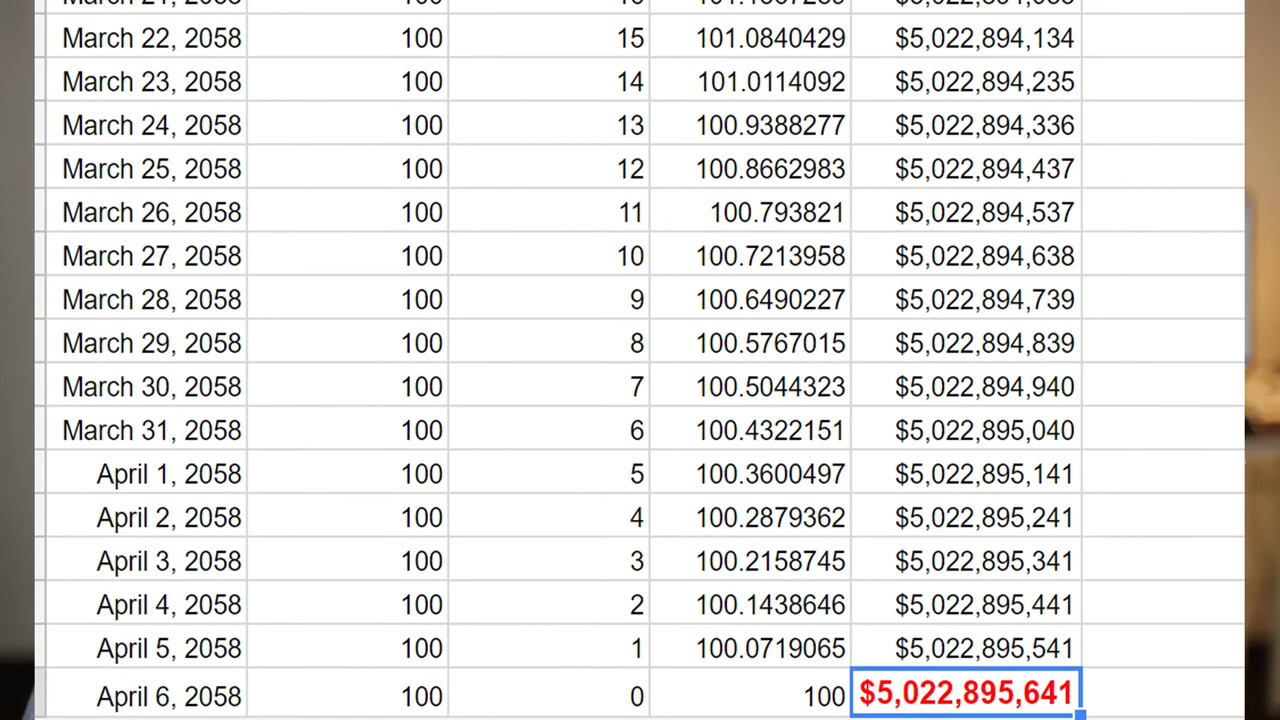 March 22, 2058 100 15 101.0840429 $5,022,894,134
March 23, 2058 100 14 101.0114092 $5,022,894,235
March 24, 2058 100 13 100.9388277 $5,022,894,336
March 25, 2058 100 12 100.8662983 $5,022,894,437
March 26, 2058 100 11 100.793821 $5,022,894,537
March 27, 2058 100 10 100.7213958 $5,022,894,638
March 28, 2058 100 9 100.6490227 $5,022,894,739
March 29, 2058 100 8 100.5767015 $5,022,894,839
March 30, 2058 100 7 100.5044323 $5,022,894,940
March 31, 2058 100 6 100.4322151 $5,022,895,040
April 1, 2058 100 5 100.3600497 $5,022,895,141
April 2, 2058 100 4 100.2879362 $5,022,895,241
April 3, 2058 100 3 100.2158745 $5,022,895,341
April 4, 2058 100 2 100.1438646 $5,022,895,441
April 5, 2058 100 1 100.0719065 $5,022,895,541
April 6, 2058 100 0 100 $5,022,895,641